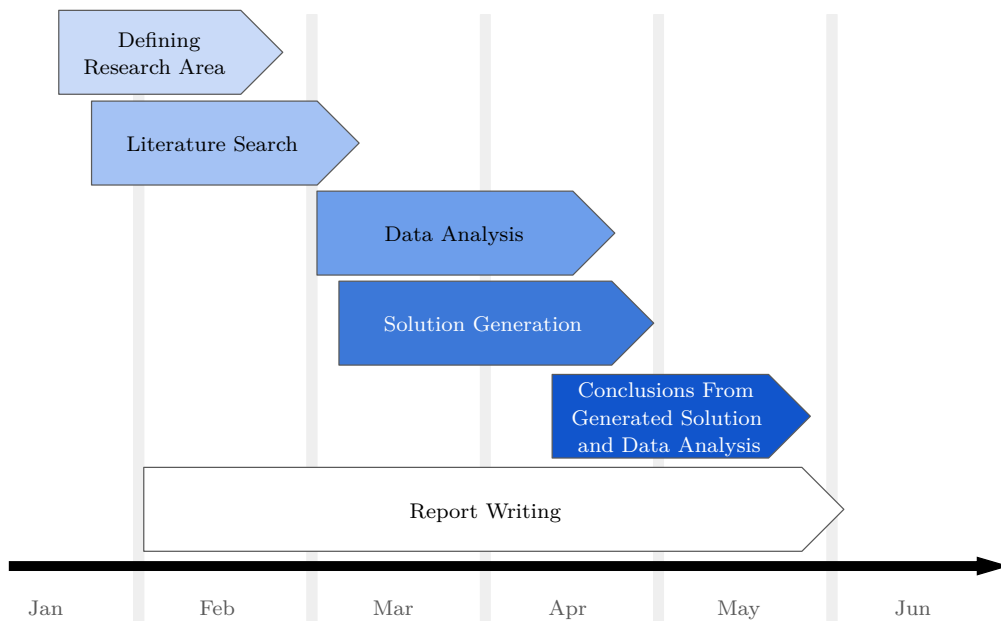 Defining
Research Area
Literature Search
Data Analysis
Solution Generation
Conclusions From
Generated Solution
and Data Analysis
Report Writing
Jan
Feb
Mar
Apr
May
Jun